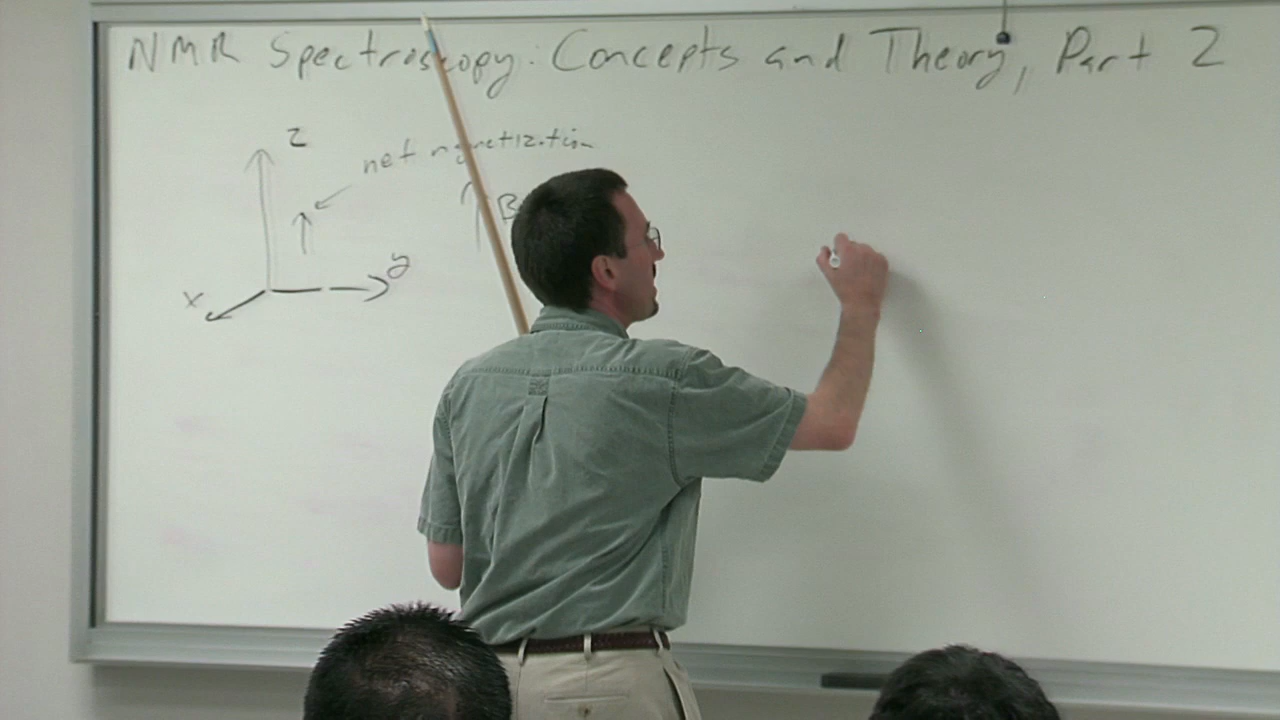 NMR Spectroscopy: Concepts and Theory, Part 2
z
net magnetization
B
y
x